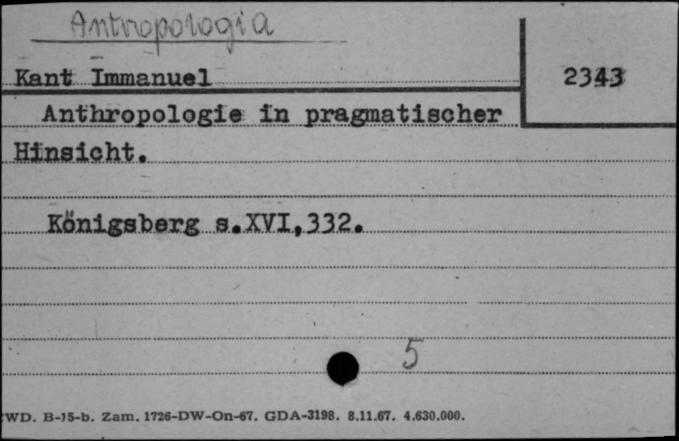 Antropologia
Kant Immanuel
2343
Anthropologie in pragmatischer
Hinsicht.
Königsberg s.XVI,332.
5
WD. B-15-b. Zam. 1726-DW-On-67. GDA-3198. 8.11.67. 4.630.000.